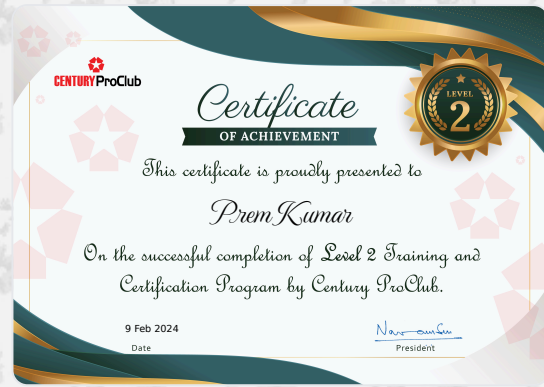 CENTURY ProClub
LEVEL
2
Certificate
OF ACHIEVEMENT
This certificate is proudly presented to
Prem Kumar
On the successful completion of Level 2 Training and
Certification Program by Century ProClub.
9 Feb 2024
Date
President